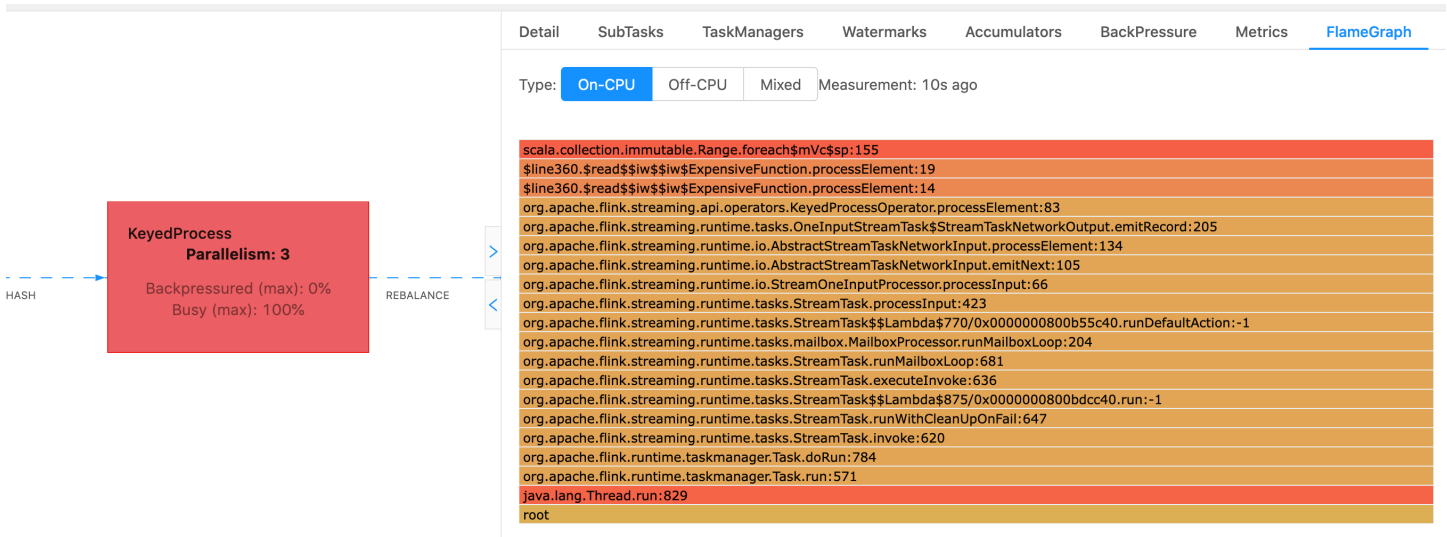 Detail SubTasks TaskManagers Watermarks Accumulators BackPressure Metrics FlameGraph
Type: On-CPU Off-CPU Mixed Measurement: 10s ago
KeyedProcess
Parallelism: 3
Backpressured (max): 0%
Busy (max): 100%
HASH
REBALANCE
scala.collection.immutable.Range.foreach$mVc$sp:155
$line360.$read$$iw$$iw$ExpensiveFunction.processElement:19
$line360.$read$$iw$$iw$ExpensiveFunction.processElement:14
org.apache.flink.streaming.api.operators.KeyedProcessOperator.processElement:83
org.apache.flink.streaming.runtime.tasks.OneInputStreamTask$StreamTaskNetworkOutput.emitRecord:205
org.apache.flink.streaming.runtime.io.AbstractStreamTaskNetworkInput.processElement:134
org.apache.flink.streaming.runtime.io.AbstractStreamTaskNetworkInput.emitNext:105
org.apache.flink.streaming.runtime.io.StreamOneInputProcessor.processInput:66
org.apache.flink.streaming.runtime.tasks.StreamTask.processInput:423
org.apache.flink.streaming.runtime.tasks.StreamTask$$Lambda$770/0x0000000800b55c40.runDefaultAction:-1
org.apache.flink.streaming.runtime.tasks.mailbox.MailboxProcessor.runMailboxLoop:204
org.apache.flink.streaming.runtime.tasks.StreamTask.runMailboxLoop:681
org.apache.flink.streaming.runtime.tasks.StreamTask.executeInvoke:636
org.apache.flink.streaming.runtime.tasks.StreamTask$$Lambda$875/0x0000000800bdcc40.run:-1
org.apache.flink.streaming.runtime.tasks.StreamTask.runWithCleanUpOnFail:647
org.apache.flink.streaming.runtime.tasks.StreamTask.invoke:620
org.apache.flink.runtime.taskmanager.Task.doRun:784
org.apache.flink.runtime.taskmanager.Task.run:571
java.lang.Thread.run:829
root